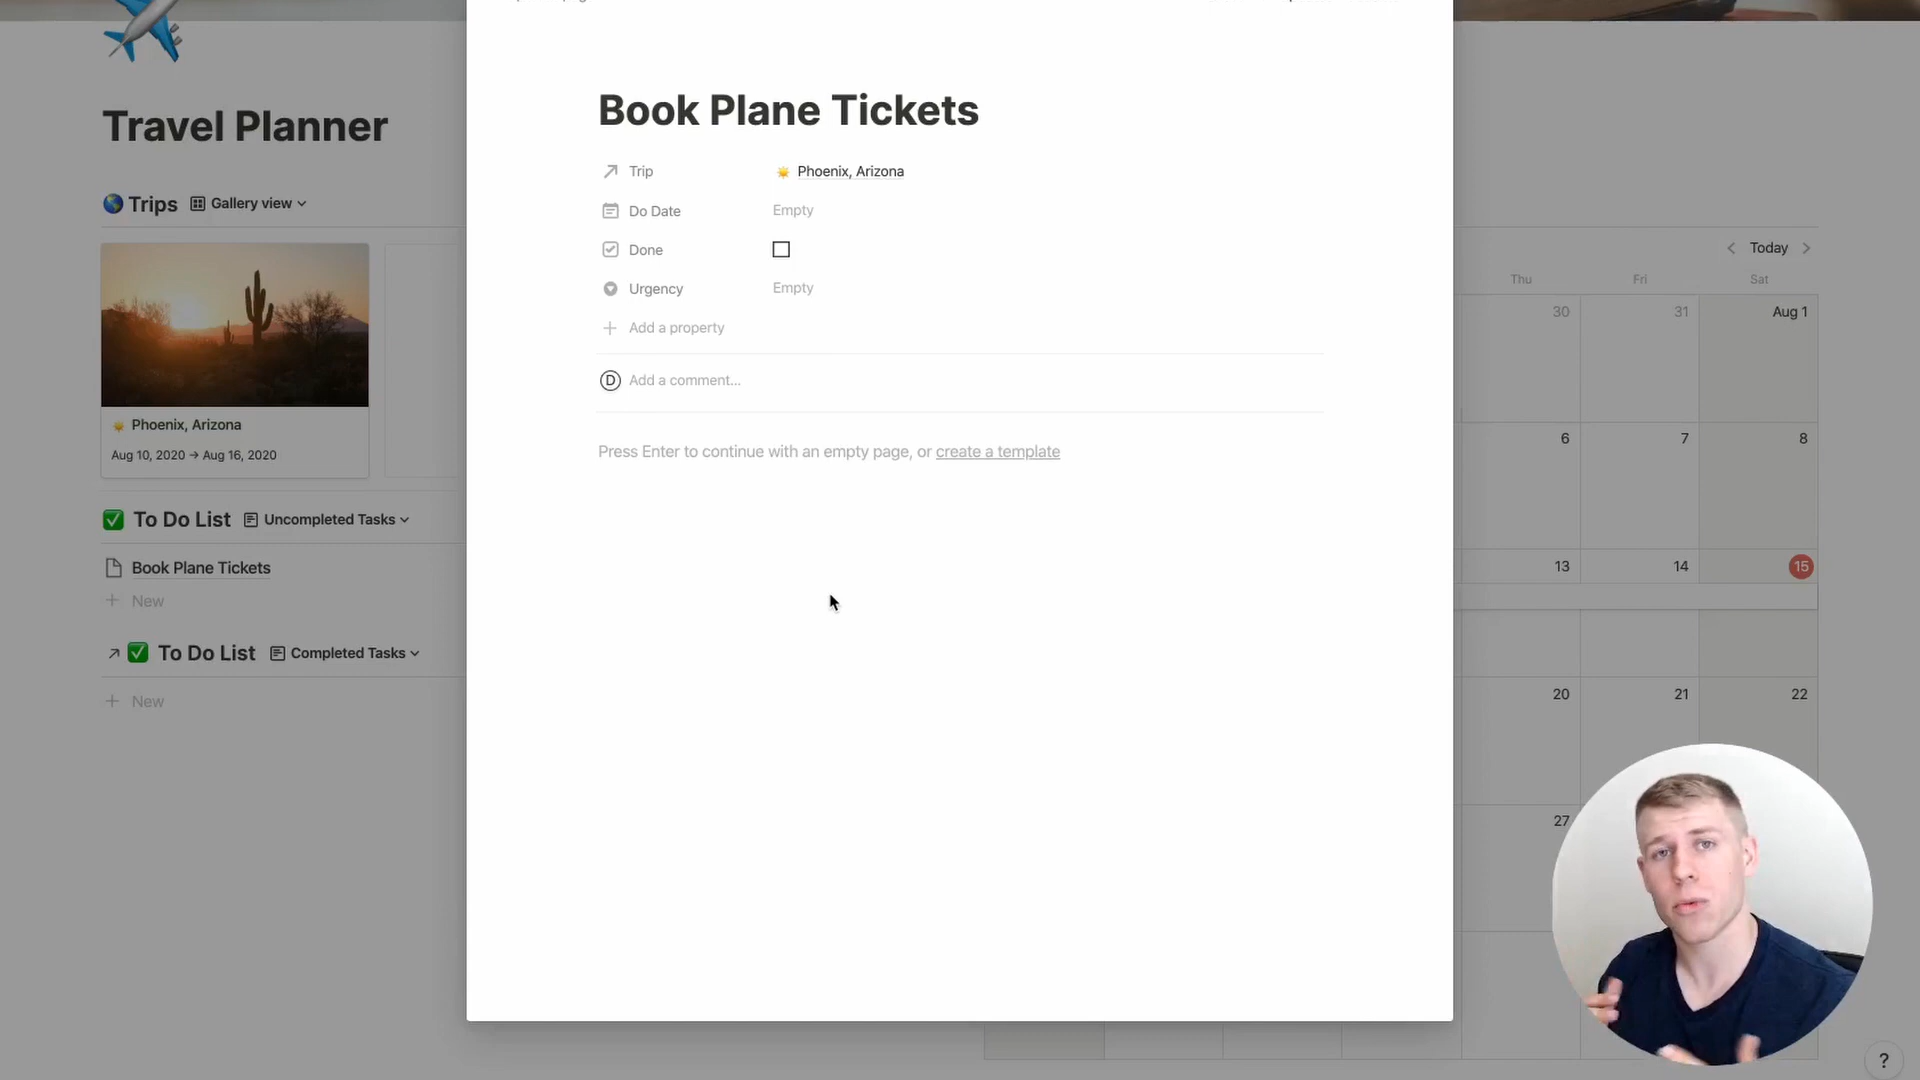 Book Plane Tickets
Trip Phoenix, Arizona
Do Date Empty
Done
Urgency Empty
Add a property
D Add a comment...
Press Enter to continue with an empty page, or create a template
Travel Planner
Trips Gallery view
Phoenix, Arizona
Aug 10, 2020 → Aug 16, 2020
To Do List Uncompleted Tasks
Book Plane Tickets
+ New
To Do List Completed Tasks
+ New
Today
Thu Fri Sat
30 31 Aug 1
6 7 8
13 14 15
20 21 22
27
?